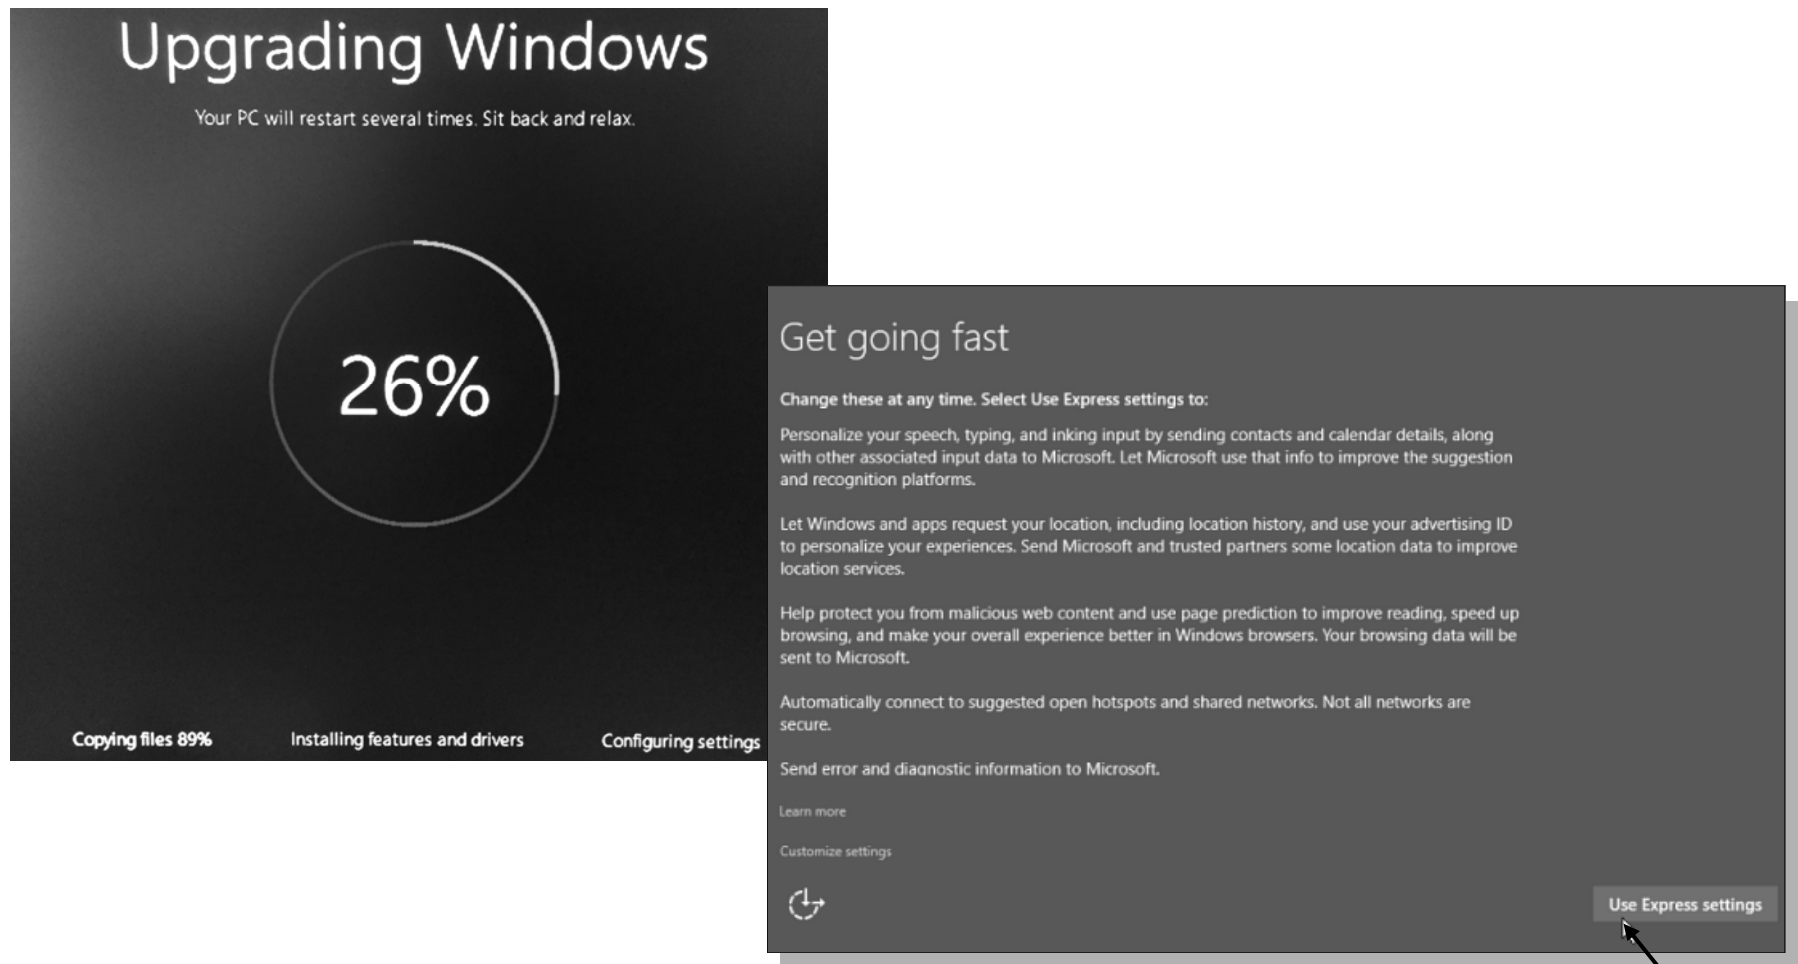 Upgrading Windows
Your PC will restart several times. Sit back and relax.
26%
Copying files 89%
Installing features and drivers
Configuring settings
Get going fast
Change these at any time. Select Use Express settings to:
Personalize your speech, typing, and inking input by sending contacts and calendar details, along
with other associated input data to Microsoft. Let Microsoft use that info to improve the suggestion
and recognition platforms.
Let Windows and apps request your location, including location history, and use your advertising ID
to personalize your experiences. Send Microsoft and trusted partners some location data to improve
location services.
Help protect you from malicious web content and use page prediction to improve reading, speed up
browsing, and make your overall experience better in Windows browsers. Your browsing data will be
sent to Microsoft.
Automatically connect to suggested open hotspots and shared networks. Not all networks are
secure.
Send error and diagnostic information to Microsoft.
Learn more
Customize settings
Use Express settings